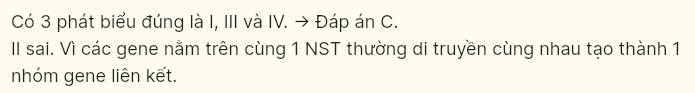 Có 3 phát biểu đúng là I, III và IV. → Đáp án C.
II sai. Vì các gene nằm trên cùng 1 NST thường di truyền cùng nhau tạo thành 1
nhóm gene liên kết.